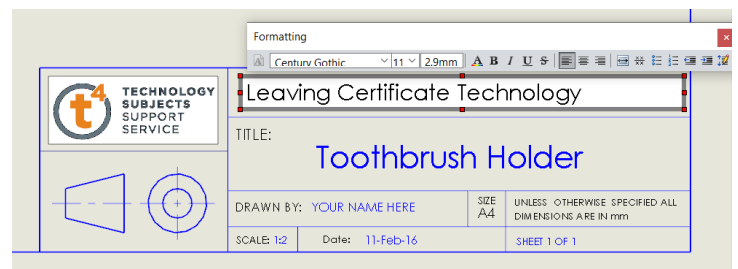 Formatting
Century Gothic 11 2.9mm A B I U S
t4 TECHNOLOGY
SUBJECTS
SUPPORT
SERVICE
Leaving Certificate Technology
TITLE:
Toothbrush Holder
DRAWN BY: YOUR NAME HERE
SIZE
A4
UNLESS OTHERWISE SPECIFIED ALL
DIMENSIONS ARE IN mm
SCALE: 1:2 Date: 11-Feb-16 SHEET 1 OF 1